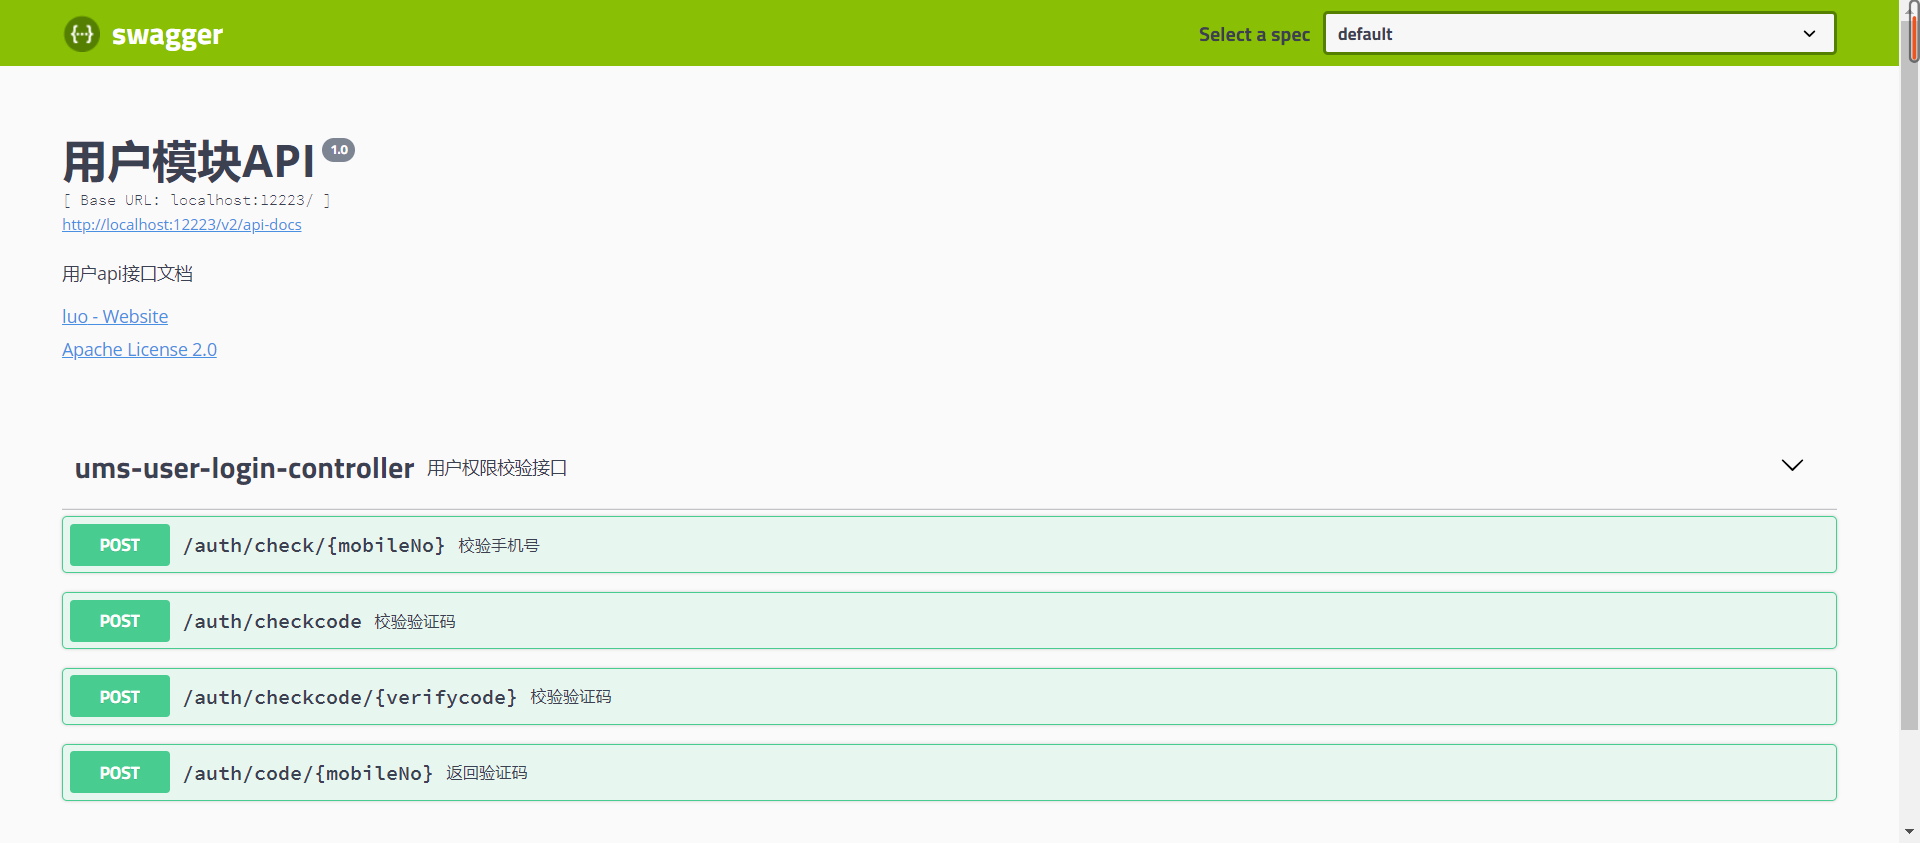 {···} swagger
Select a spec
default
用户模块API 1.0
[ Base URL: localhost:12223/ ]
http://localhost:12223/v2/api-docs
用户api接口文档
luo - Website
Apache License 2.0
ums-user-login-controller 用户权限校验接口
POST /auth/check/{mobileNo} 校验手机号
POST /auth/checkcode 校验验证码
POST /auth/checkcode/{verifycode} 校验验证码
POST /auth/code/{mobileNo} 返回验证码